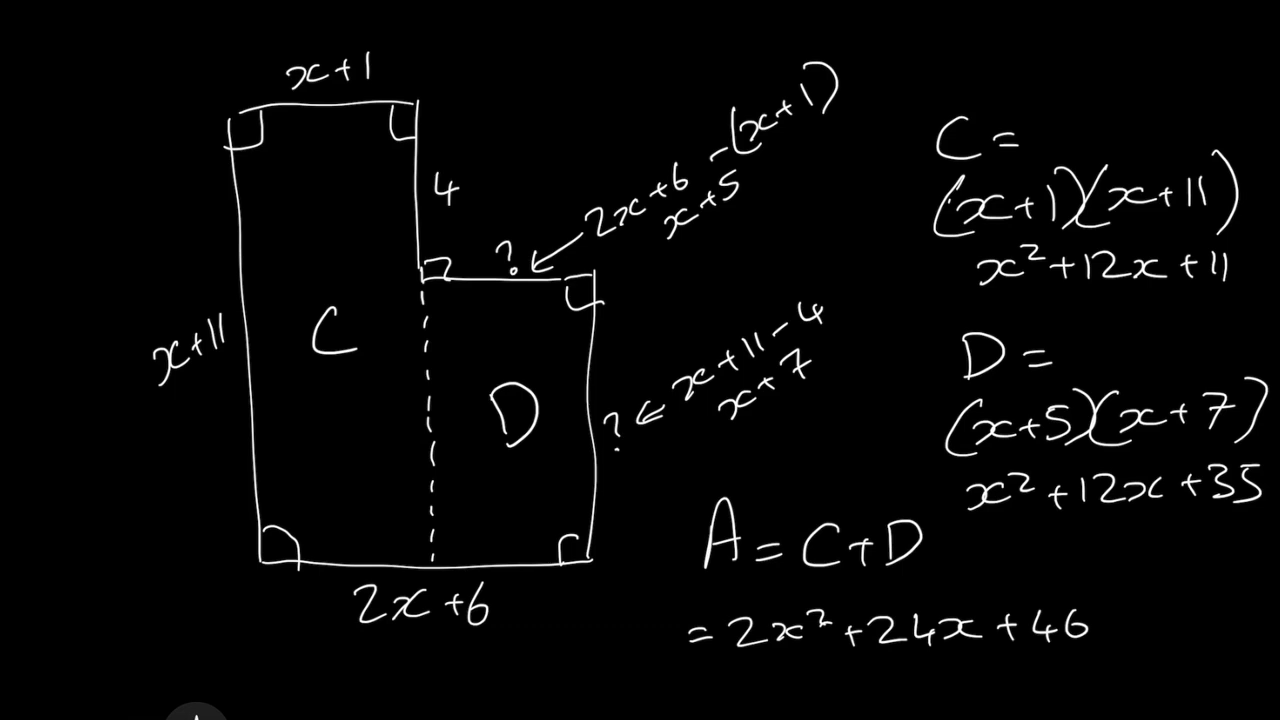 x+1
4
2x+6 -(x+1)
x+5
?
x+11
C
D
?
x+11-4
x+7
2x+6
C=
(x+1)(x+11)
x²+12x+11
D=
(x+5)(x+7)
x²+12x+35
A=C+D
=2x²+24x+46